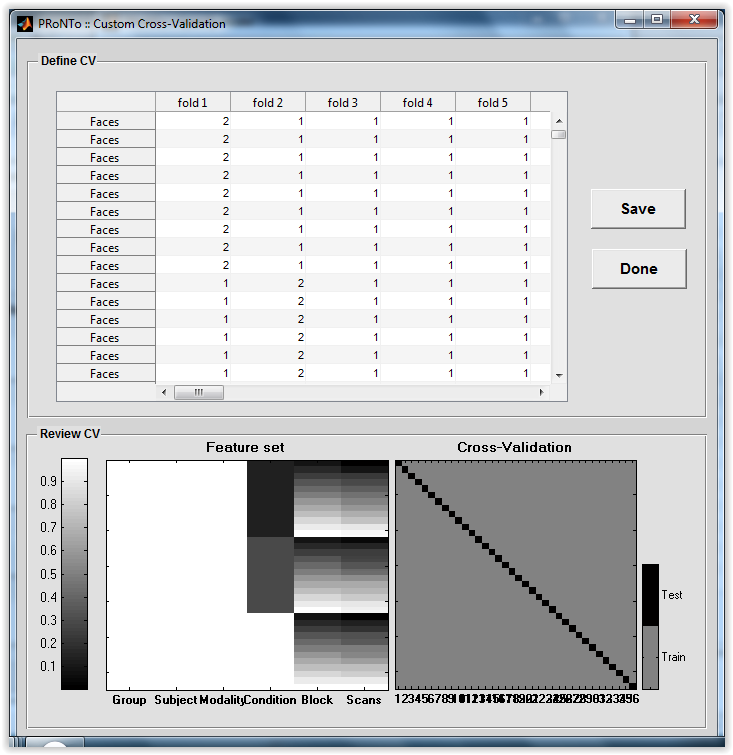 PRoNTo :: Custom Cross-Validation
Define CV
fold 1 fold 2 fold 3 fold 4 fold 5
Faces 2 1 1 1 1
Faces 2 1 1 1 1
Faces 2 1 1 1 1
Faces 2 1 1 1 1
Faces 2 1 1 1 1
Faces 2 1 1 1 1
Faces 2 1 1 1 1
Faces 2 1 1 1 1
Faces 2 1 1 1 1
Faces 1 2 1 1 1
Faces 1 2 1 1 1
Faces 1 2 1 1 1
Faces 1 2 1 1 1
Faces 1 2 1 1 1
Faces 1 2 1 1 1
Save
Done
Review CV
Feature set
Cross-Validation
0.9
0.8
0.7
0.6
0.5
0.4
0.3
0.2
0.1
Test
Train
Group Subject Modality Condition Block Scans